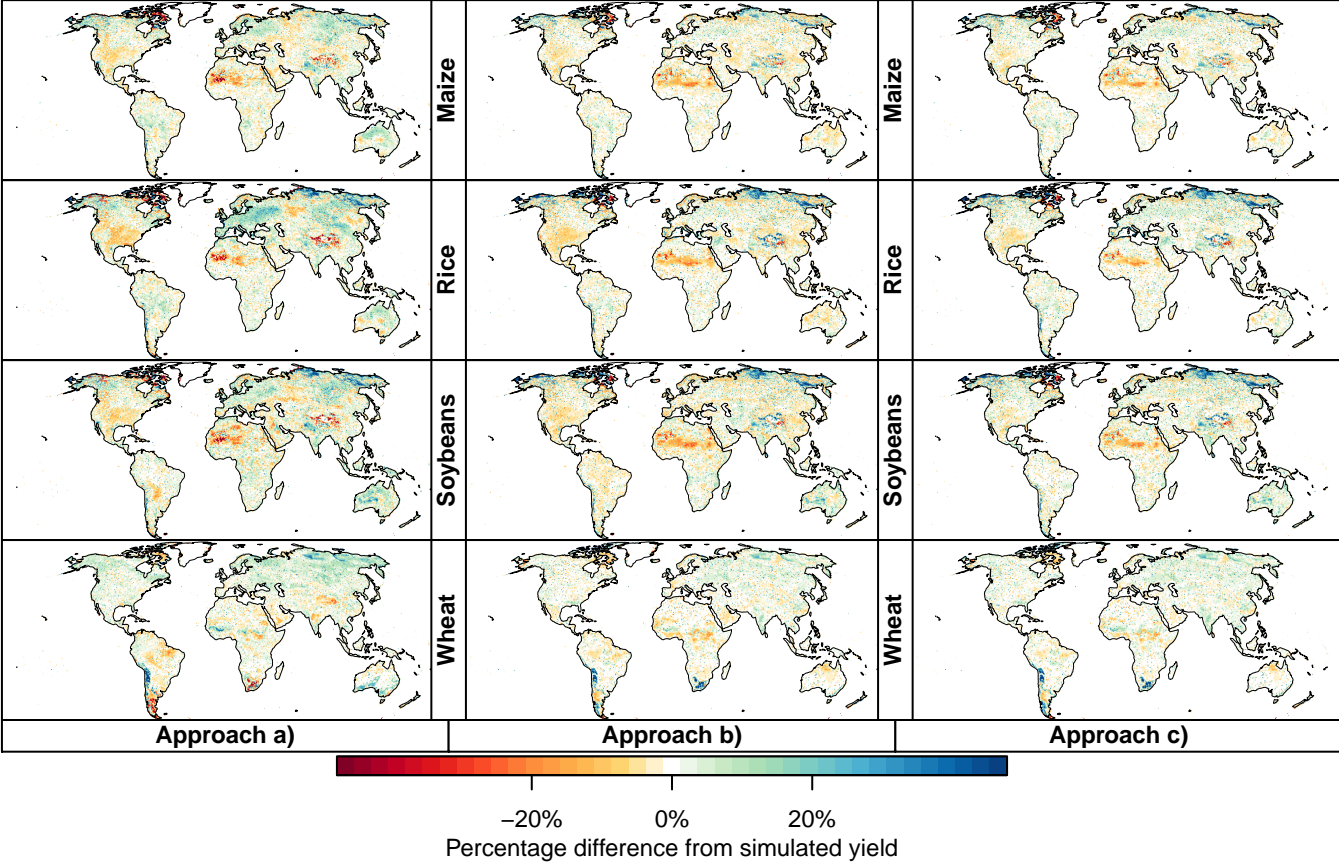 Maize
Maize
Rice
Rice
Soybeans
Soybeans
Wheat
Wheat
Approach a)
Approach b)
Approach c)
−20%
0%
20%
Percentage difference from simulated yield